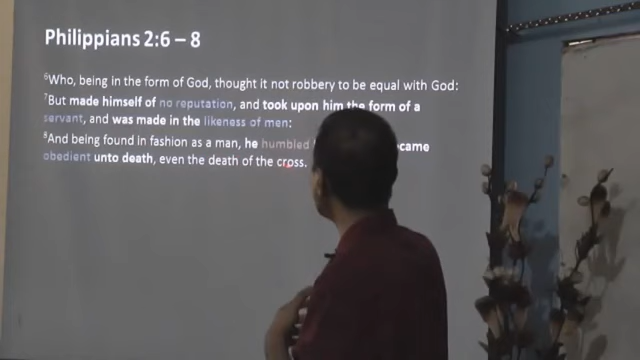 Philippians 2:6 – 8
⁶Who, being in the form of God, thought it not robbery to be equal with God:
⁷But made himself of no reputation, and took upon him the form of a
servant, and was made in the likeness of men:
⁸And being found in fashion as a man, he humbled
obedient unto death, even the death of the cross.